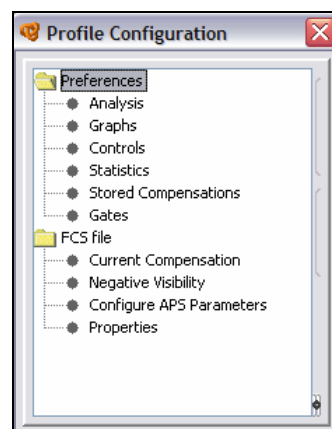 Profile Configuration
Preferences
Analysis
Graphs
Controls
Statistics
Stored Compensations
Gates
FCS file
Current Compensation
Negative Visibility
Configure APS Parameters
Properties